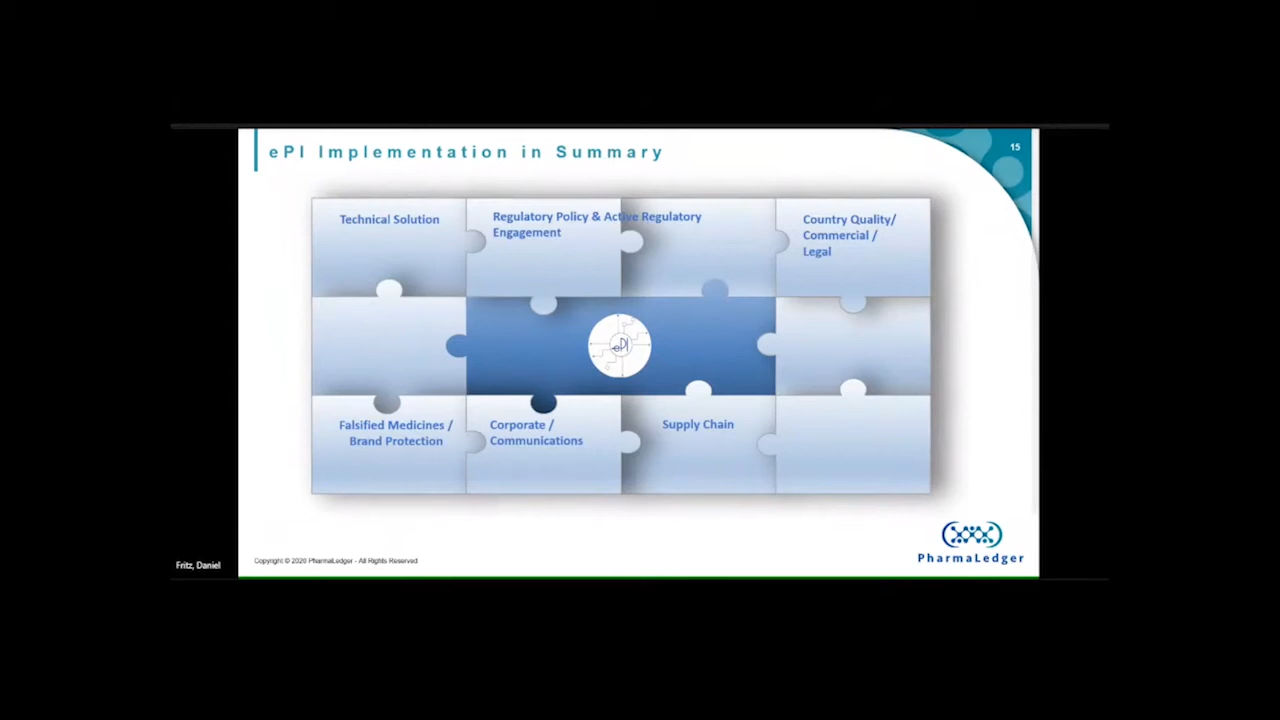 ePI Implementation in Summary
15
Technical Solution
Regulatory Policy & Active Regulatory
Engagement
Country Quality/
Commercial /
Legal
ePI
Falsified Medicines /
Brand Protection
Corporate /
Communications
Supply Chain
PharmaLedger
Fritz, Daniel
Copyright © 2020 PharmaLedger - All Rights Reserved